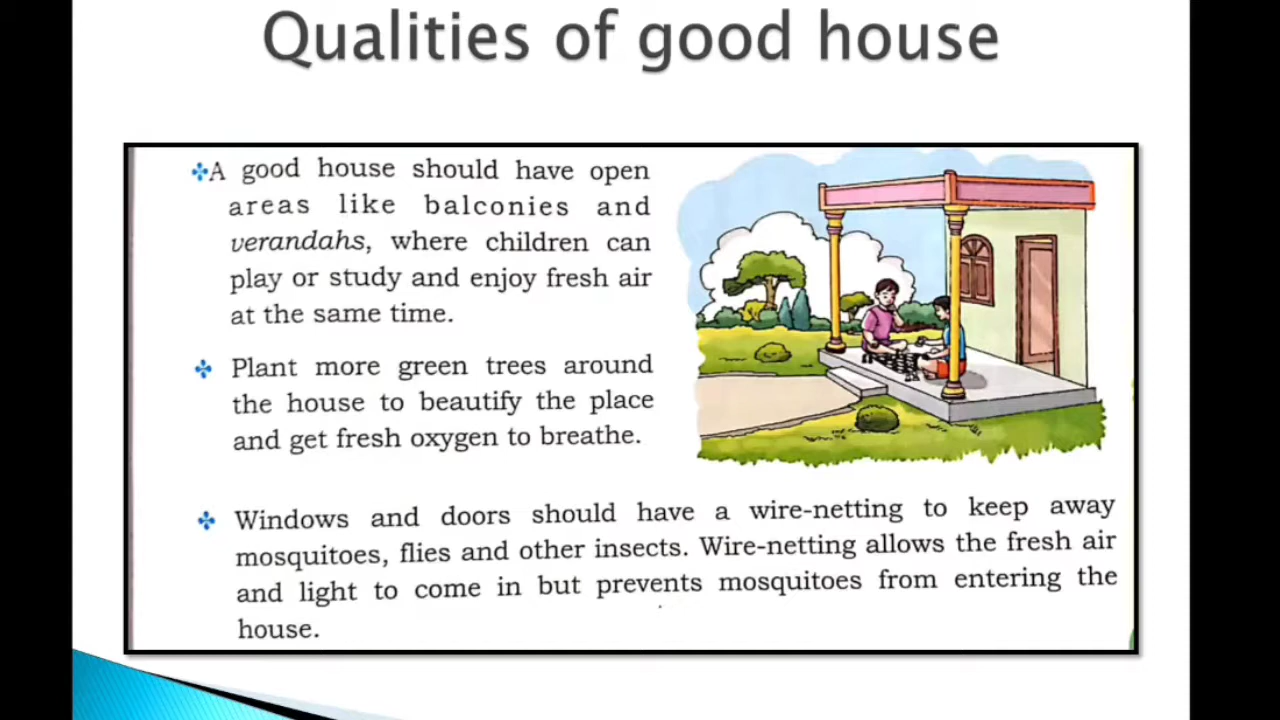 Qualities of good house
A good house should have open
areas like balconies and
verandahs, where children can
play or study and enjoy fresh air
at the same time.
Plant more green trees around
the house to beautify the place
and get fresh oxygen to breathe.
Windows and doors should have a wire-netting to keep away
mosquitoes, flies and other insects. Wire-netting allows the fresh air
and light to come in but prevents mosquitoes from entering the
house.